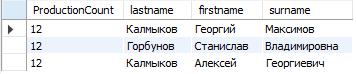 ProductionCount lastname firstname surname
12 Калмыков Георгий Максимов
12 Горбунов Станислав Владимировна
12 Калмыков Алексей Георгиевич